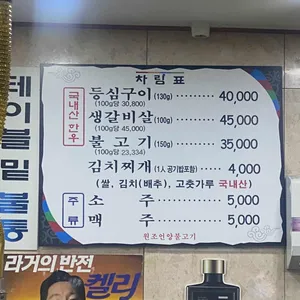 차림표
국내산 한우
등심구이 (130g) ········ 40,000
(100g당 30,800)
생갈비살 (100g) ········ 45,000
(100g당 45,000)
불고기 (150g) ········ 35,000
(100g당 23,334)
김치찌개 (1人 공기밥포함) ···· 4,000
(쌀, 김치(배추), 고춧가루 국내산)
주류
소주 ············ 5,000
맥주 ············ 5,000
원조언양불고기
테이블밑불통
라거의 반전,
켈리